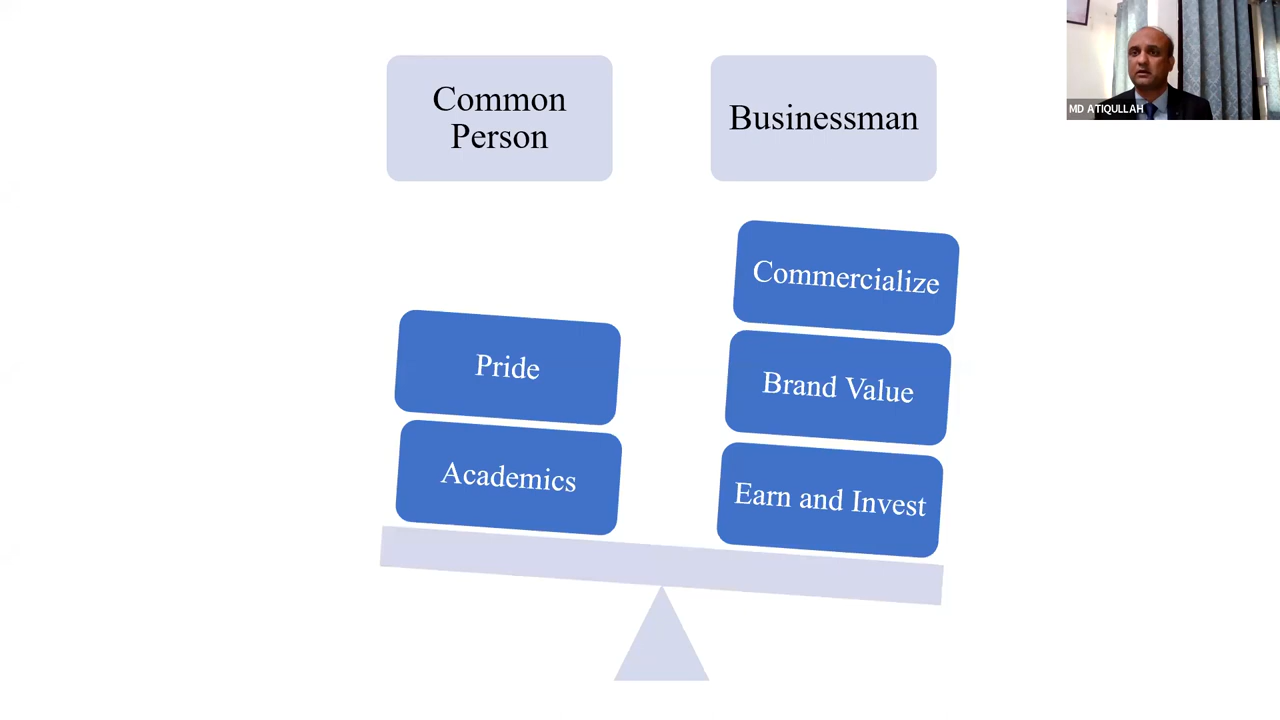 Common
Person
Businessman
MD ATIQULLAH
Commercialize
Pride
Brand Value
Academics
Earn and Invest